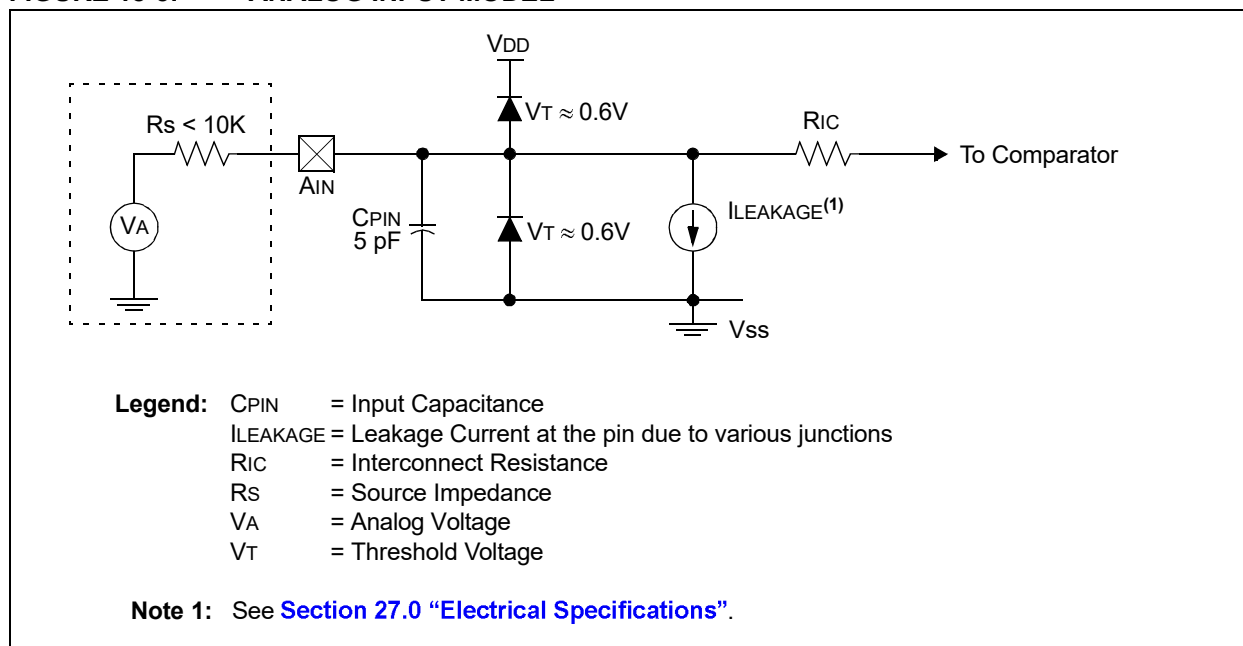 VDD
VT ≈ 0.6V
Rs < 10K
RIC
To Comparator
AIN
ILEAKAGE(1)
VA
CPIN
5 pF
VT ≈ 0.6V
Vss
Legend: CPIN = Input Capacitance
ILEAKAGE = Leakage Current at the pin due to various junctions
RIC = Interconnect Resistance
RS = Source Impedance
VA = Analog Voltage
VT = Threshold Voltage
Note 1: See Section 27.0 “Electrical Specifications”.